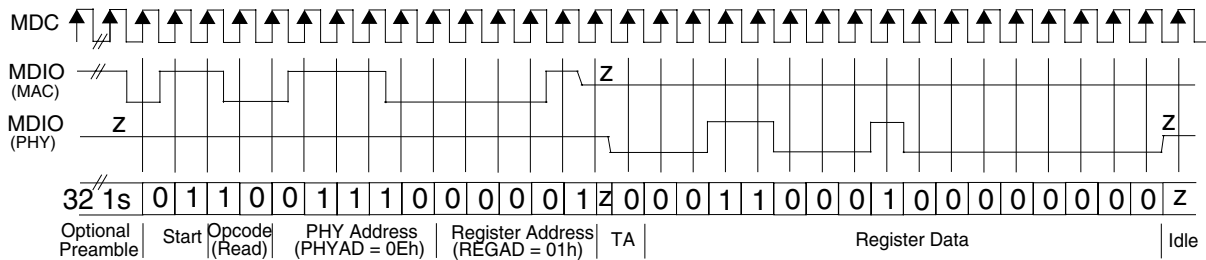 MDC
MDIO
(MAC)
z
MDIO
(PHY)
z
z
32 1s 0 1 1 0 0 1 1 1 0 0 0 0 0 1 z 0 0 0 1 1 0 0 0 1 0 0 0 0 0 0 0 0 z
Optional
Preamble
Start
Opcode
(Read)
PHY Address
(PHYAD = 0Eh)
Register Address
(REGAD = 01h)
TA
Register Data
Idle